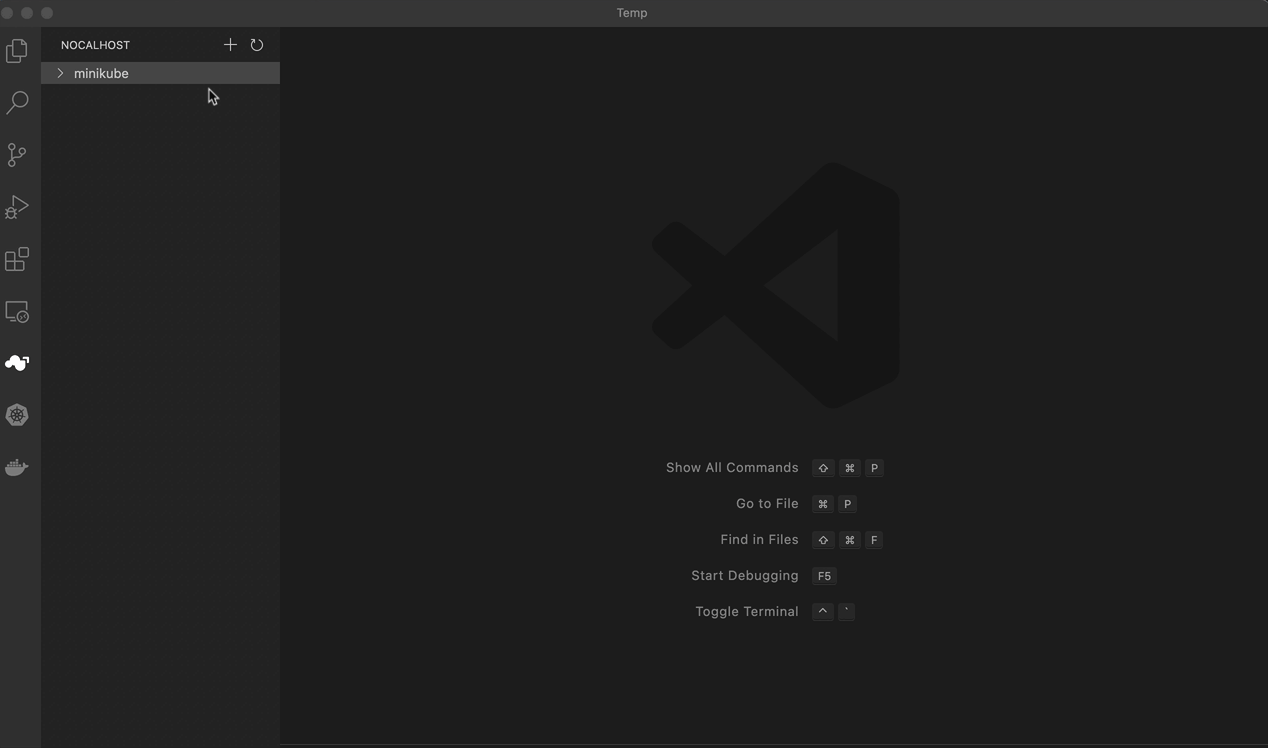 Temp
NOCALHOST
minikube
Show All Commands ⇧ ⌘ P
Go to File ⌘ P
Find in Files ⇧ ⌘ F
Start Debugging F5
Toggle Terminal ^ `